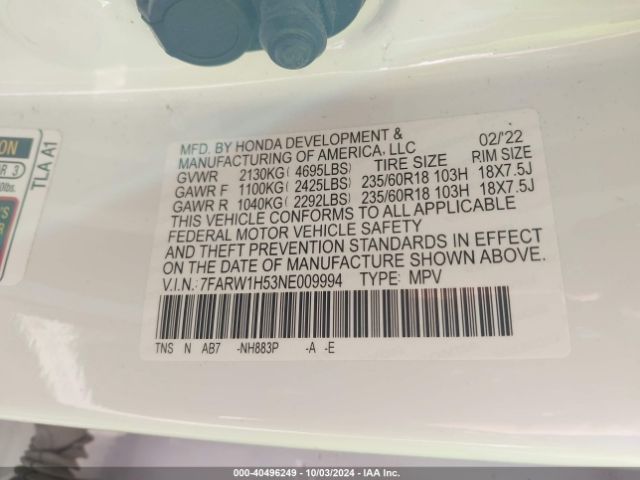 ON
R 3
0lbs.
'S
R
TLA A1
MFD. BY HONDA DEVELOPMENT & 02/'22
MANUFACTURING OF AMERICA, LLC
GVWR 2130KG( 4695LBS) TIRE SIZE RIM SIZE
GAWR F 1100KG( 2425LBS) 235/60R18 103H 18X7.5J
GAWR R 1040KG( 2292LBS) 235/60R18 103H 18X7.5J
THIS VEHICLE CONFORMS TO ALL APPLICABLE
FEDERAL MOTOR VEHICLE SAFETY
AND THEFT PREVENTION STANDARDS IN EFFECT
ON THE DATE OF MANUFACTURE SHOWN ABOVE.
V.I.N.: 7FARW1H53NE009994 TYPE: MPV
TNS N AB7 -NH883P -A -E
000-40496249 - 10/03/2024 - IAA Inc.